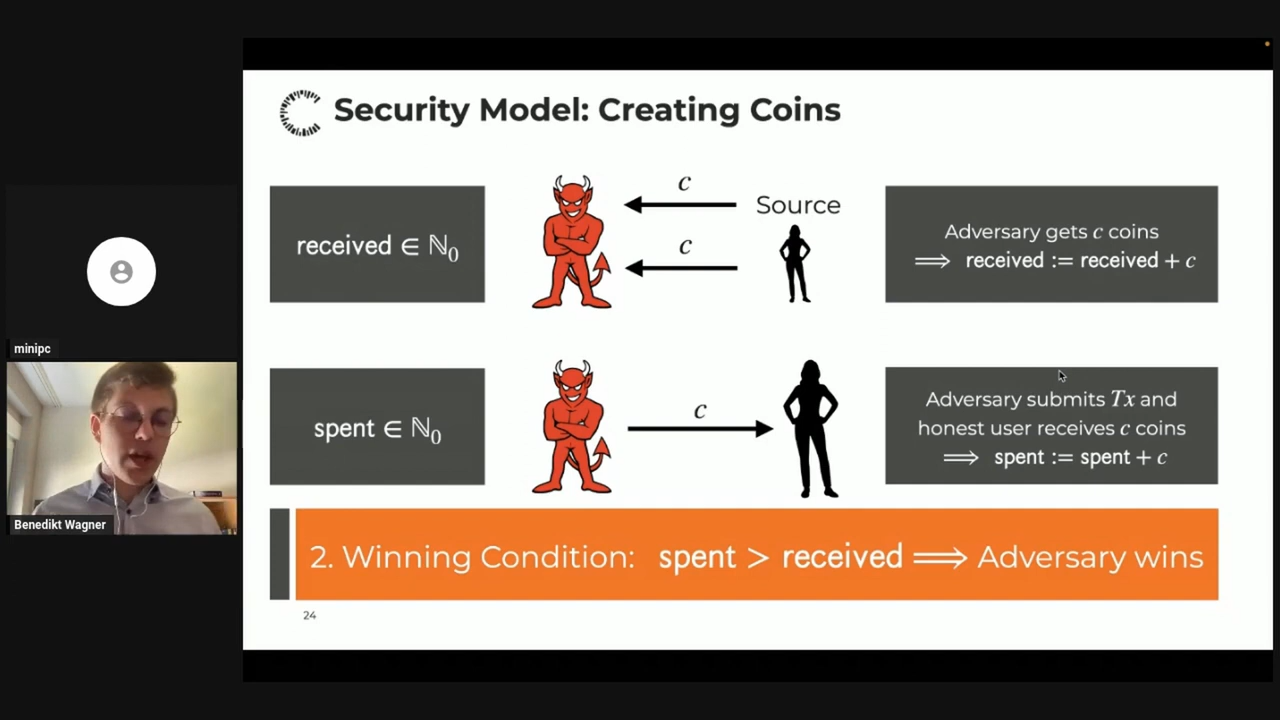 Security Model: Creating Coins
received ∈ ℕ₀
c
c
Source
Adversary gets c coins
⟹ received := received + c
spent ∈ ℕ₀
c
Adversary submits Tx and
honest user receives c coins
⟹ spent := spent + c
2. Winning Condition: spent > received ⟹ Adversary wins
24
minipc
Benedikt Wagner